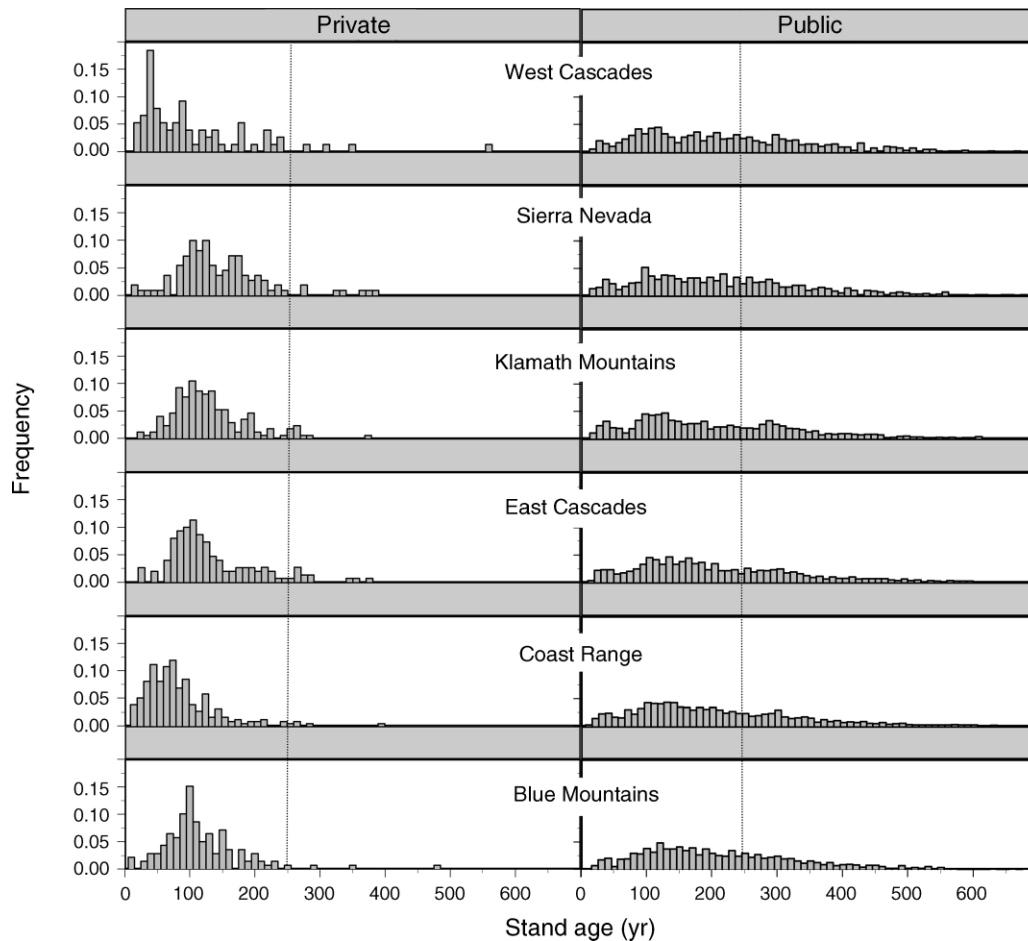 Private Public
West Cascades
0.15
0.10
0.05
0.00
Sierra Nevada
0.15
0.10
0.05
0.00
Klamath Mountains
0.15
0.10
0.05
0.00
East Cascades
0.15
0.10
0.05
0.00
Coast Range
0.15
0.10
0.05
0.00
Blue Mountains
0.15
0.10
0.05
0.00
Frequency
0 100 200 300 400 500 600 0 100 200 300 400 500 600
Stand age (yr)